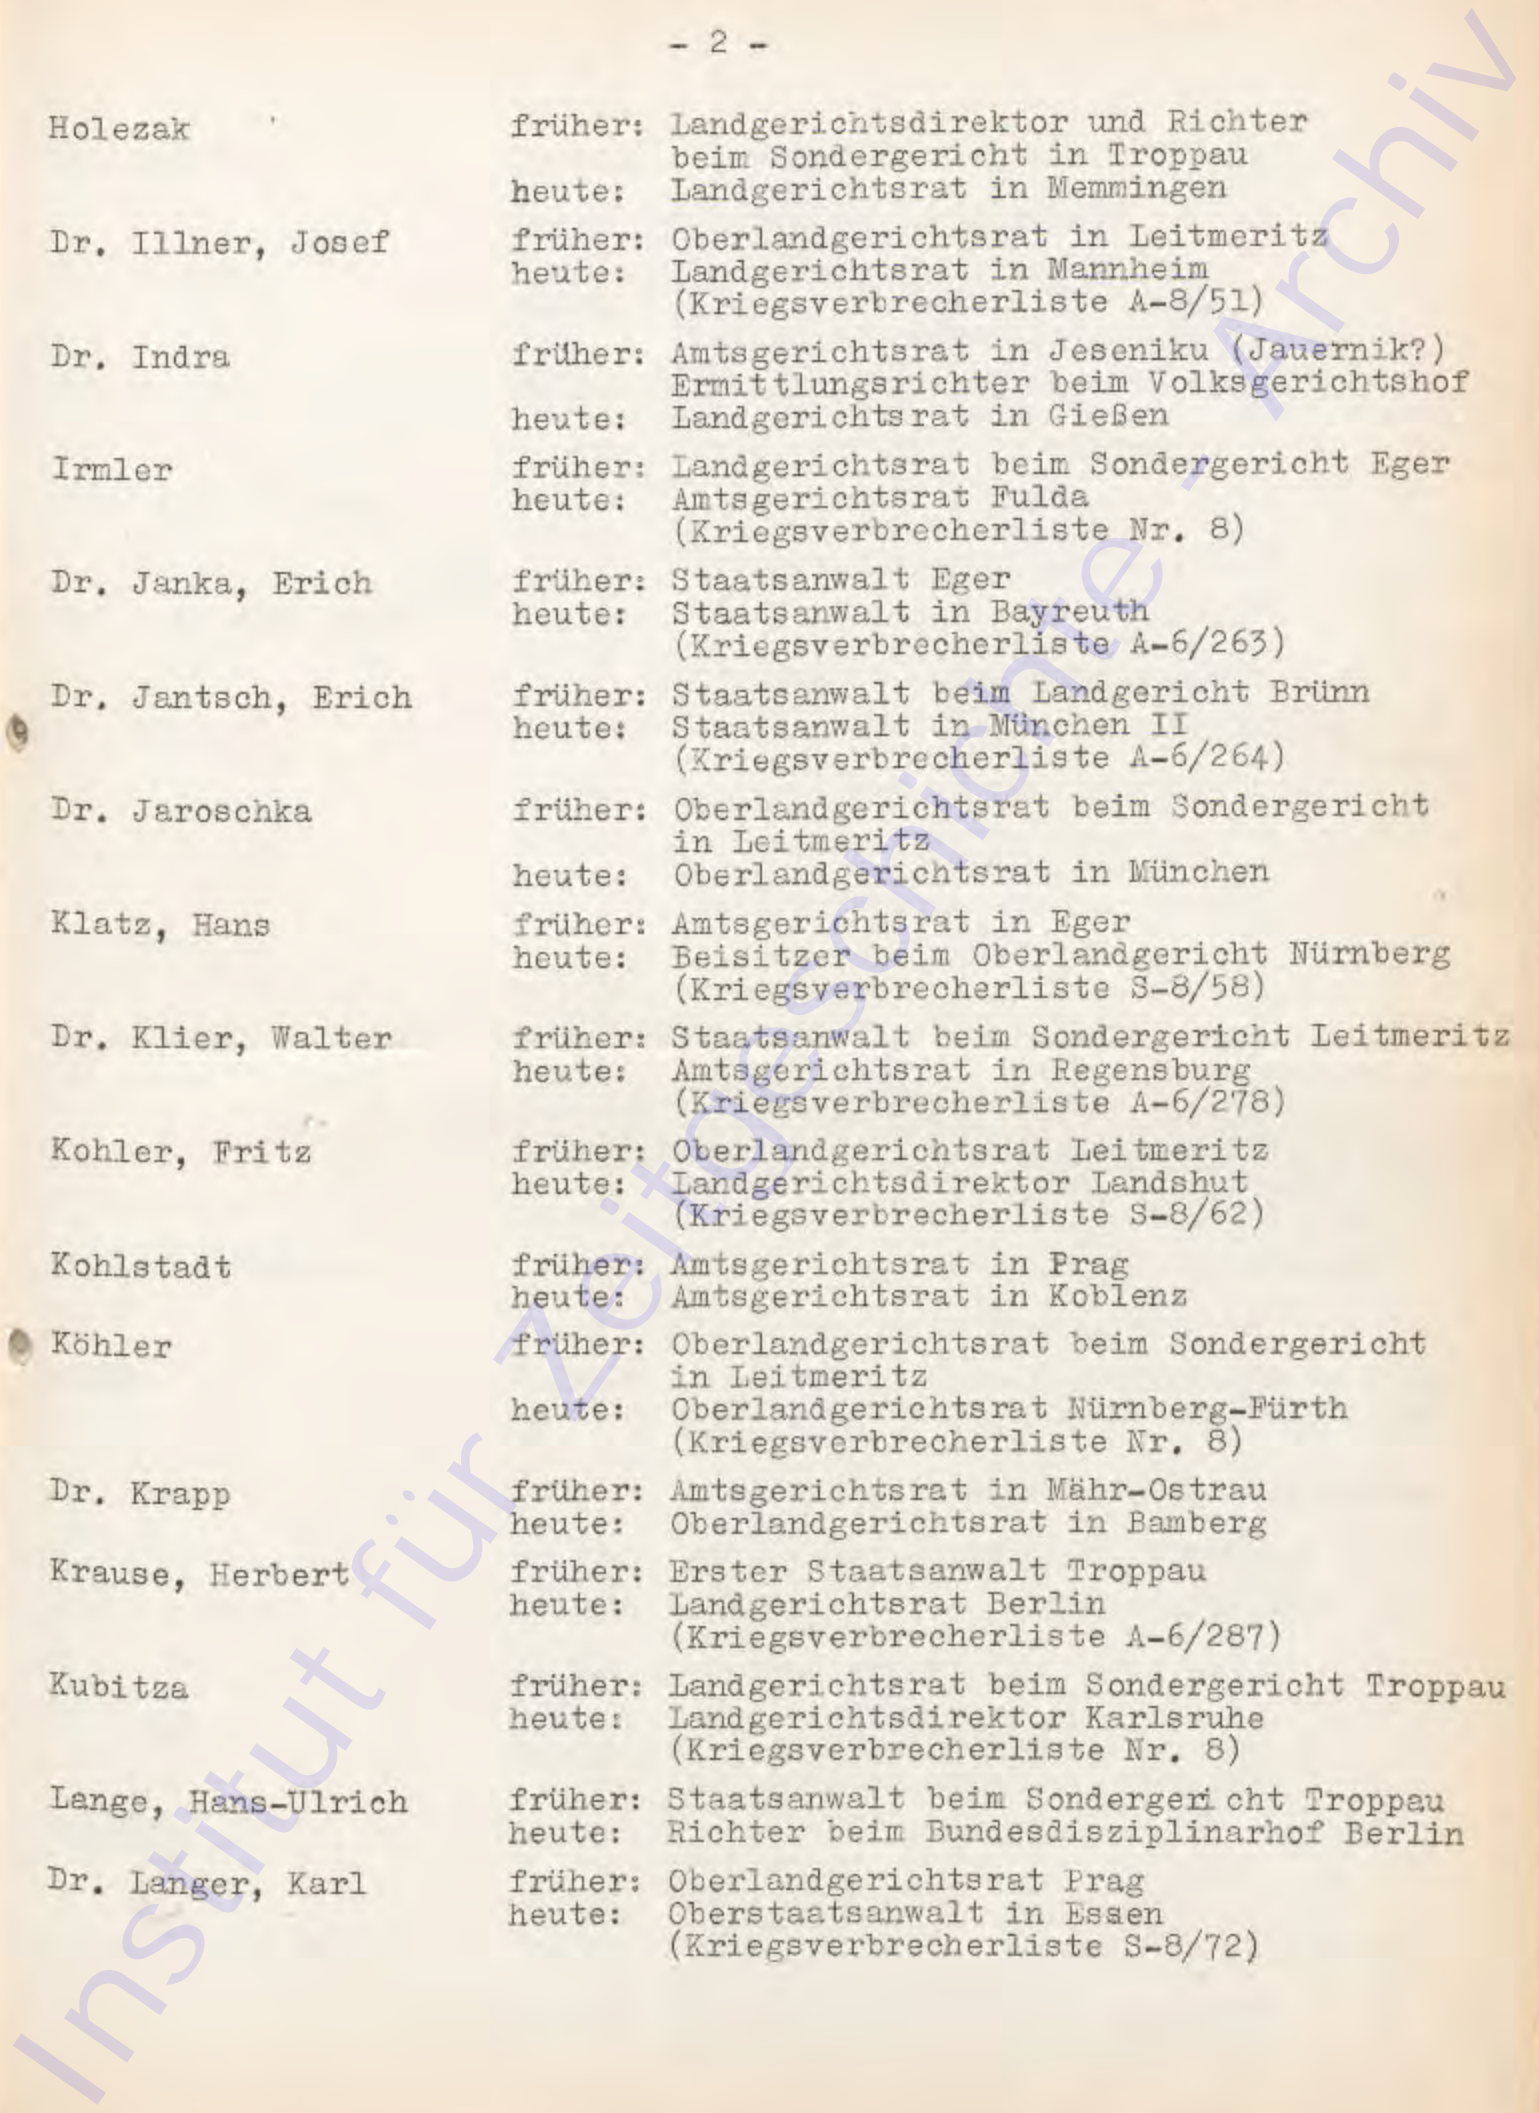 - 2 -
Holezak früher: Landgerichtsdirektor und Richter
beim Sondergericht in Troppau
heute: Landgerichtsrat in Memmingen
Dr. Illner, Josef früher: Oberlandgerichtsrat in Leitmeritz
heute: Landgerichtsrat in Mannheim
(Kriegsverbrecherliste A-8/51)
Dr. Indra früher: Amtsgerichtsrat in Jeseniku (Jauernik?)
Ermittlungsrichter beim Volksgerichtshof
heute: Landgerichtsrat in Gießen
Irmler früher: Landgerichtsrat beim Sondergericht Eger
heute: Amtsgerichtsrat Fulda
(Kriegsverbrecherliste Nr. 8)
Dr. Janka, Erich früher: Staatsanwalt Eger
heute: Staatsanwalt in Bayreuth
(Kriegsverbrecherliste A-6/263)
Dr. Jantsch, Erich früher: Staatsanwalt beim Landgericht Brünn
heute: Staatsanwalt in München II
(Kriegsverbrecherliste A-6/264)
Dr. Jaroschka früher: Oberlandgerichtsrat beim Sondergericht
in Leitmeritz
heute: Oberlandgerichtsrat in München
Klatz, Hans früher: Amtsgerichtsrat in Eger
heute: Beisitzer beim Oberlandgericht Nürnberg
(Kriegsverbrecherliste S-8/58)
Dr. Klier, Walter früher: Staatsanwalt beim Sondergericht Leitmeritz
heute: Amtsgerichtsrat in Regensburg
(Kriegsverbrecherliste A-6/278)
Kohler, Fritz früher: Oberlandgerichtsrat Leitmeritz
heute: Landgerichtsdirektor Landshut
(Kriegsverbrecherliste S-8/62)
Kohlstadt früher: Amtsgerichtsrat in Prag
heute: Amtsgerichtsrat in Koblenz
Köhler früher: Oberlandgerichtsrat beim Sondergericht
in Leitmeritz
heute: Oberlandgerichtsrat Nürnberg-Fürth
(Kriegsverbrecherliste Nr. 8)
Dr. Krapp früher: Amtsgerichtsrat in Mähr-Ostrau
heute: Oberlandgerichtsrat in Bamberg
Krause, Herbert früher: Erster Staatsanwalt Troppau
heute: Landgerichtsrat Berlin
(Kriegsverbrecherliste A-6/287)
Kubitza früher: Landgerichtsrat beim Sondergericht Troppau
heute: Landgerichtsdirektor Karlsruhe
(Kriegsverbrecherliste Nr. 8)
Lange, Hans-Ulrich früher: Staatsanwalt beim Sondergericht Troppau
heute: Richter beim Bundesdisziplinarhof Berlin
Dr. Langer, Karl früher: Oberlandgerichtsrat Prag
heute: Oberstaatsanwalt in Essen
(Kriegsverbrecherliste S-8/72)
Institut für Zeitgeschichte - Archiv